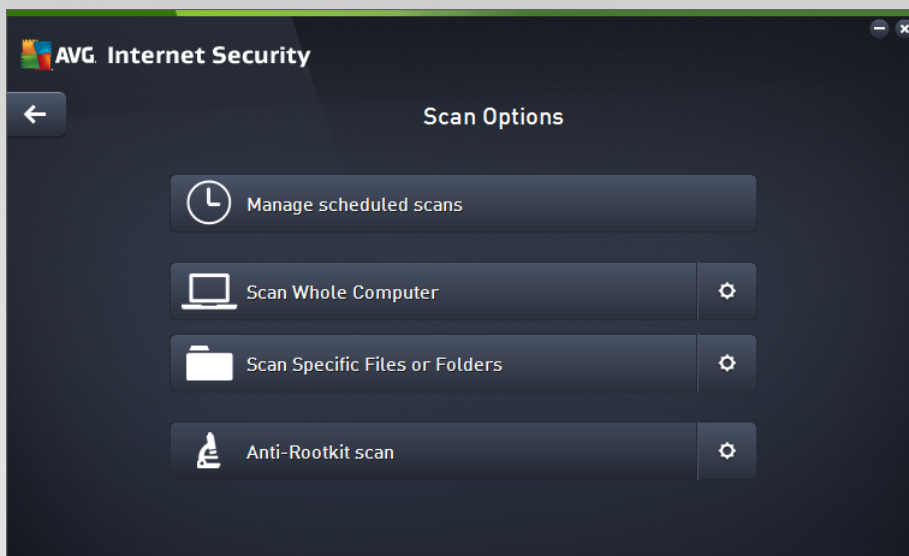 AVG. Internet Security
Scan Options
Manage scheduled scans
Scan Whole Computer
Scan Specific Files or Folders
Anti-Rootkit scan